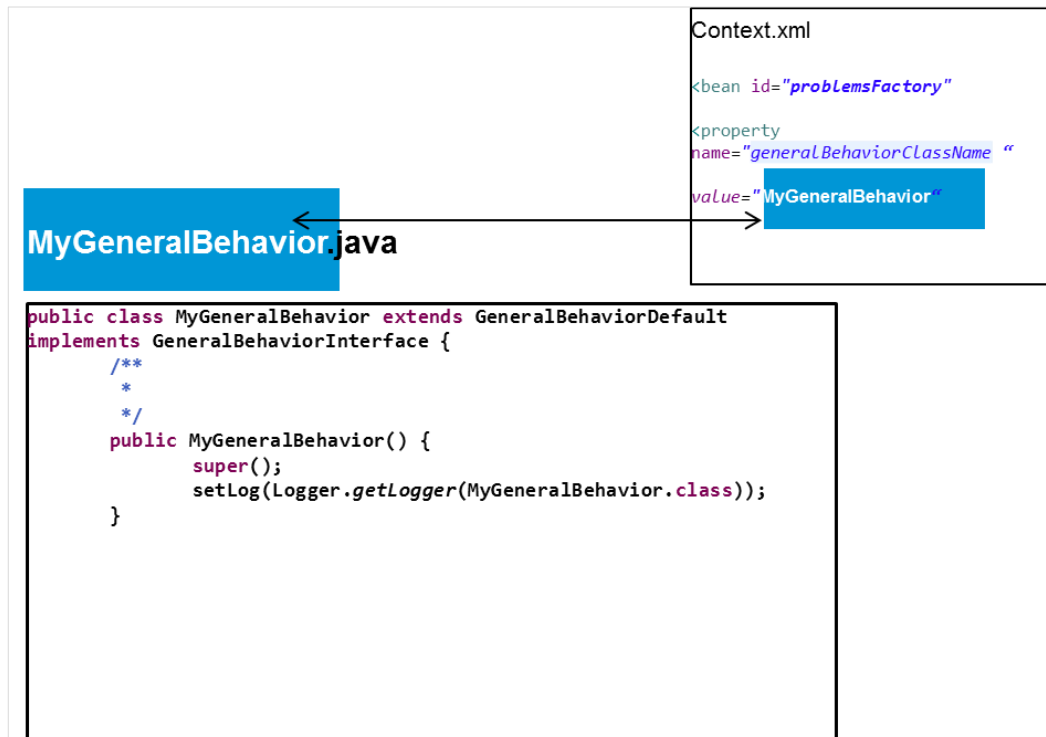 Context.xml
<bean id="problemsFactory"
<property
name="generalBehaviorClassName “
value="MyGeneralBehavior“
MyGeneralBehavior.java
public class MyGeneralBehavior extends GeneralBehaviorDefault
implements GeneralBehaviorInterface {
/**
*
*/
public MyGeneralBehavior() {
super();
setLog(Logger.getLogger(MyGeneralBehavior.class));
}